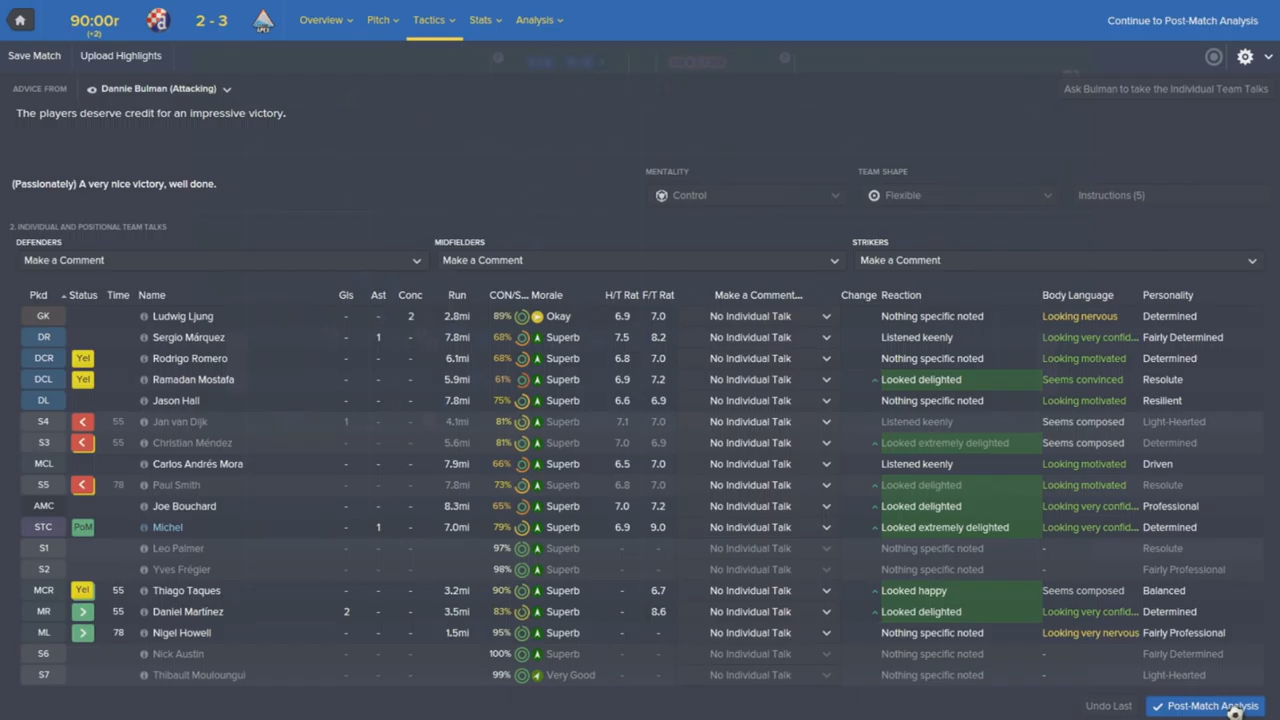 90:00r 2 - 3 Overview Pitch Tactics Stats Analysis Continue to Post-Match Analysis
(+2)
Save Match Upload Highlights
ADVICE FROM Dannie Bulman (Attacking) Ask Bulman to take the Individual Team Talks
The players deserve credit for an impressive victory.
MENTALITY TEAM SHAPE
(Passionately) A very nice victory, well done.
Control Flexible Instructions (5)
2. INDIVIDUAL AND POSITIONAL TEAM TALKS
DEFENDERS MIDFIELDERS STRIKERS
Make a Comment Make a Comment Make a Comment
Pkd Status Time Name Gls Ast Conc Run CON/S... Morale H/T Rat F/T Rat Make a Comment... Change Reaction Body Language Personality
GK Ludwig Ljung - - 2 2.8mi 89% Okay 6.9 7.0 No Individual Talk Nothing specific noted Looking nervous Determined
DR Sergio Márquez - 1 - 7.8mi 68% Superb 7.5 8.2 No Individual Talk Listened keenly Looking very confid... Fairly Determined
DCR Yel Rodrigo Romero - - - 6.1mi 68% Superb 6.8 7.0 No Individual Talk Nothing specific noted Looking motivated Determined
DCL Yel Ramadan Mostafa - - - 5.9mi 61% Superb 6.9 7.2 No Individual Talk Looked delighted Seems convinced Resolute
DL Jason Hall - - - 7.8mi 75% Superb 6.6 6.9 No Individual Talk Nothing specific noted Looking motivated Resilient
S4 55 Jan van Dijk 1 - - 4.1mi 81% Superb 7.1 7.0 No Individual Talk Listened keenly Seems composed Light-Hearted
S3 55 Christian Méndez - - - 5.6mi 81% Superb 7.0 6.9 No Individual Talk Looked extremely delighted Seems composed Determined
MCL Carlos Andrés Mora - - - 7.9mi 66% Superb 6.5 7.0 No Individual Talk Listened keenly Looking motivated Driven
S5 78 Paul Smith - - - 7.8mi 73% Superb 6.8 7.0 No Individual Talk Looked delighted Looking motivated Resolute
AMC Joe Bouchard - - - 8.3mi 65% Superb 7.0 7.2 No Individual Talk Looked delighted Looking very confid... Professional
STC PoM Michel - 1 - 7.0mi 79% Superb 6.9 9.0 No Individual Talk Looked extremely delighted Looking very confid... Determined
S1 Leo Palmer - - - 97% Superb - - No Individual Talk Nothing specific noted - Resolute
S2 Yves Frégier - - - 98% Superb - - No Individual Talk Nothing specific noted - Fairly Professional
MCR Yel 55 Thiago Taques - - - 3.2mi 90% Superb - 6.7 No Individual Talk Looked happy Seems composed Balanced
MR 55 Daniel Martínez 2 - - 3.5mi 83% Superb - 8.6 No Individual Talk Looked delighted Looking very confid... Determined
ML 78 Nigel Howell - - - 1.5mi 95% Superb - - No Individual Talk Nothing specific noted Looking very nervous Fairly Professional
S6 Nick Austin - - - 100% Superb - - No Individual Talk Nothing specific noted - Fairly Determined
S7 Thibault Mouloungui - - - 99% Very Good - - No Individual Talk Nothing specific noted - Light-Hearted
Undo Last Post-Match Analysis